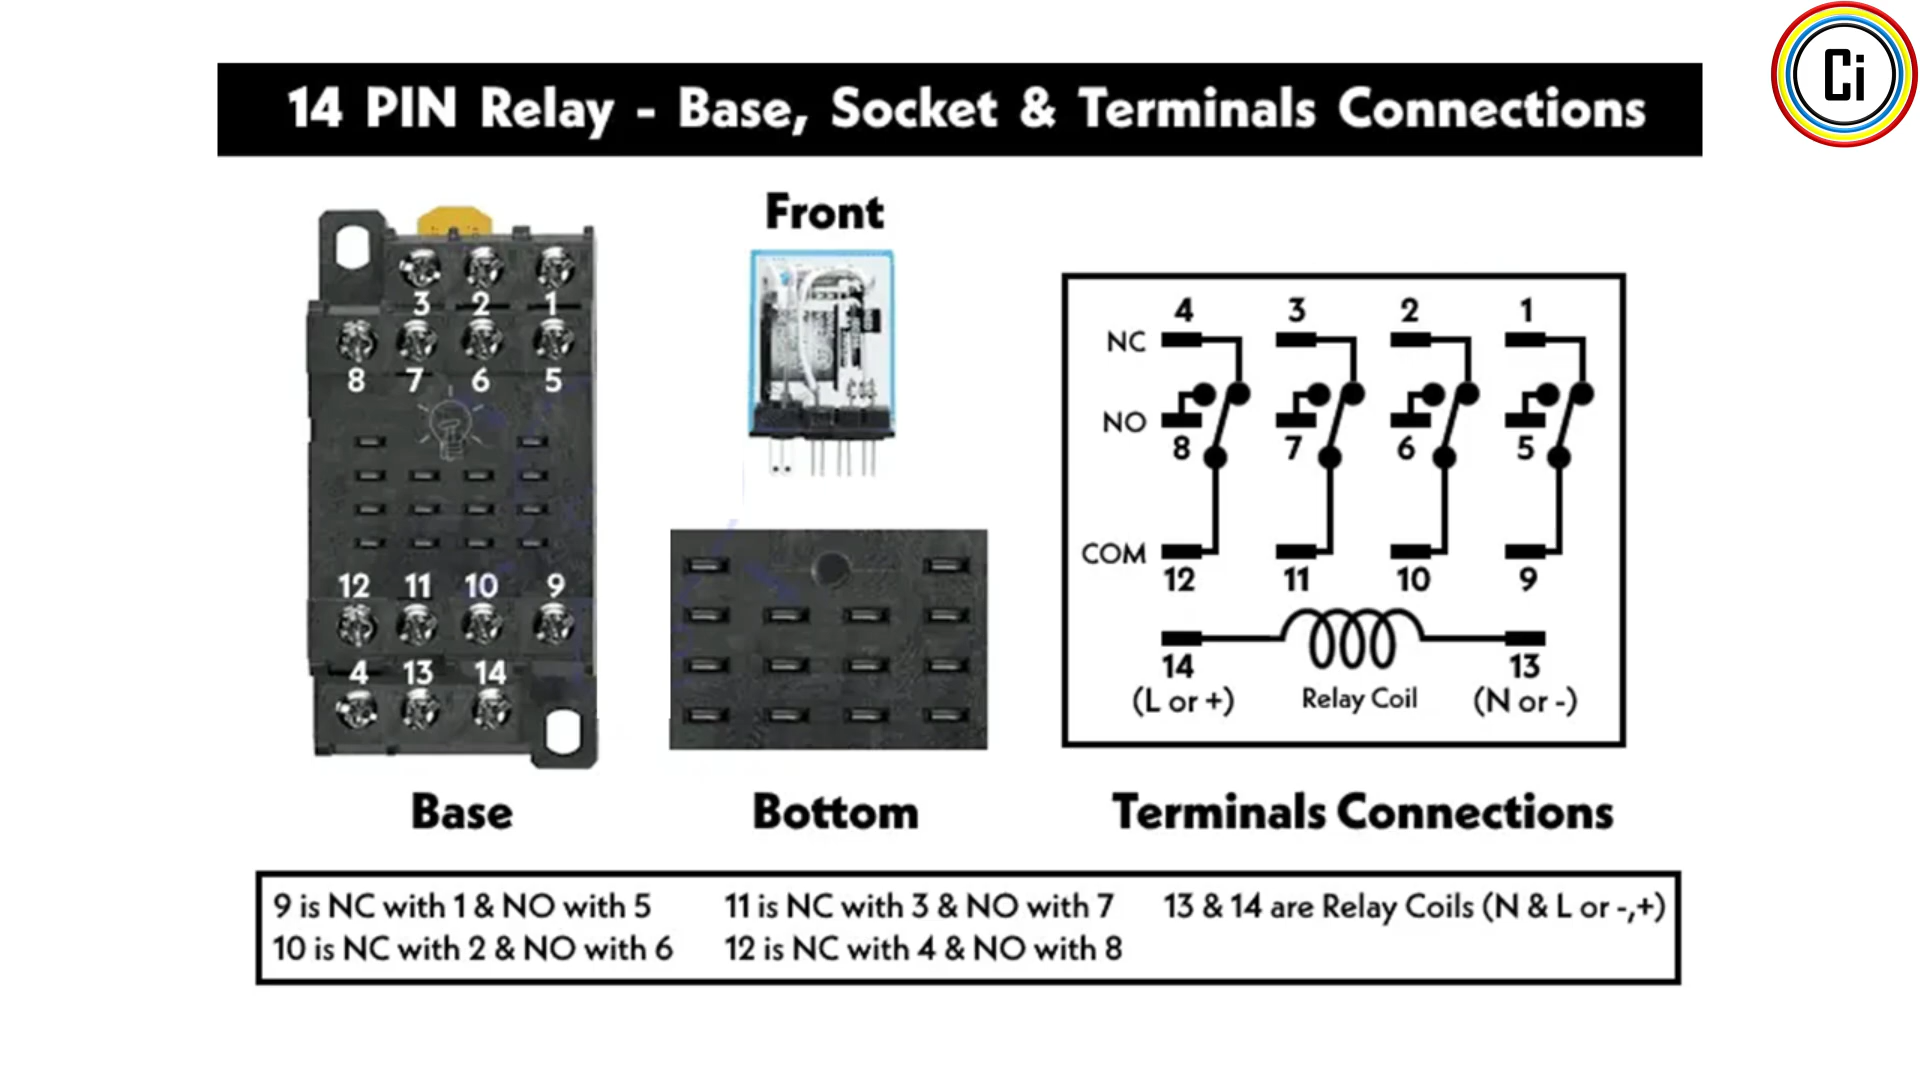 Ci
14 PIN Relay - Base, Socket & Terminals Connections
Front
3 2 1
8 7 6 5
12 11 10 9
4 13 14
Base
Bottom
4 3 2 1
NC
NO
8 7 6 5
COM
12 11 10 9
14 13
(L or +) Relay Coil (N or -)
Terminals Connections
9 is NC with 1 & NO with 5
10 is NC with 2 & NO with 6
11 is NC with 3 & NO with 7
12 is NC with 4 & NO with 8
13 & 14 are Relay Coils (N & L or -,+)